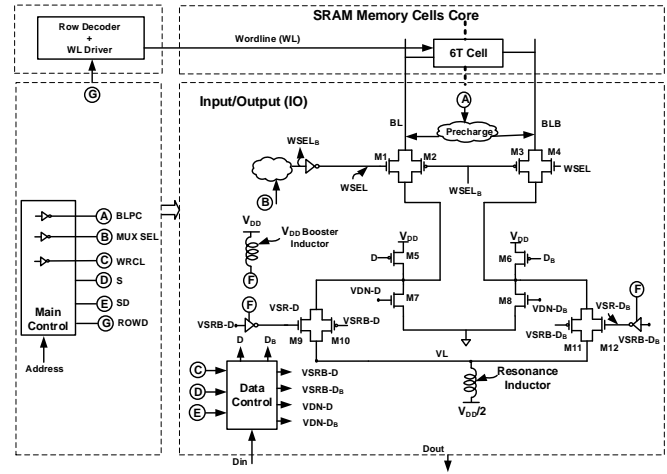 SRAM Memory Cells Core
Row Decoder
+
WL Driver
Wordline (WL)
6T Cell
G
A
Input/Output (IO)
BL
BLB
Precharge
WSEL_B
M1
M2
M3
M4
WSEL
WSEL
WSEL_B
B
A BLPC
B MUX SEL
C WRCL
D S
E SD
G ROWD
Main
Control
Address
V_DD
V_DD Booster
Inductor
F
V_DD
D
M5
V_DD
M6
D_B
VDN-D
M7
M8
VDN-D_B
F
VSRB-D
VSR-D
VSRB-D
M9
M10
F
VSR-D_B
VSRB-D_B
M11
M12
VSRB-D_B
D
D_B
VL
C
D
E
Data
Control
VSRB-D
VSRB-D_B
VDN-D
VDN-D_B
Resonance
Inductor
V_DD/2
Din
Dout